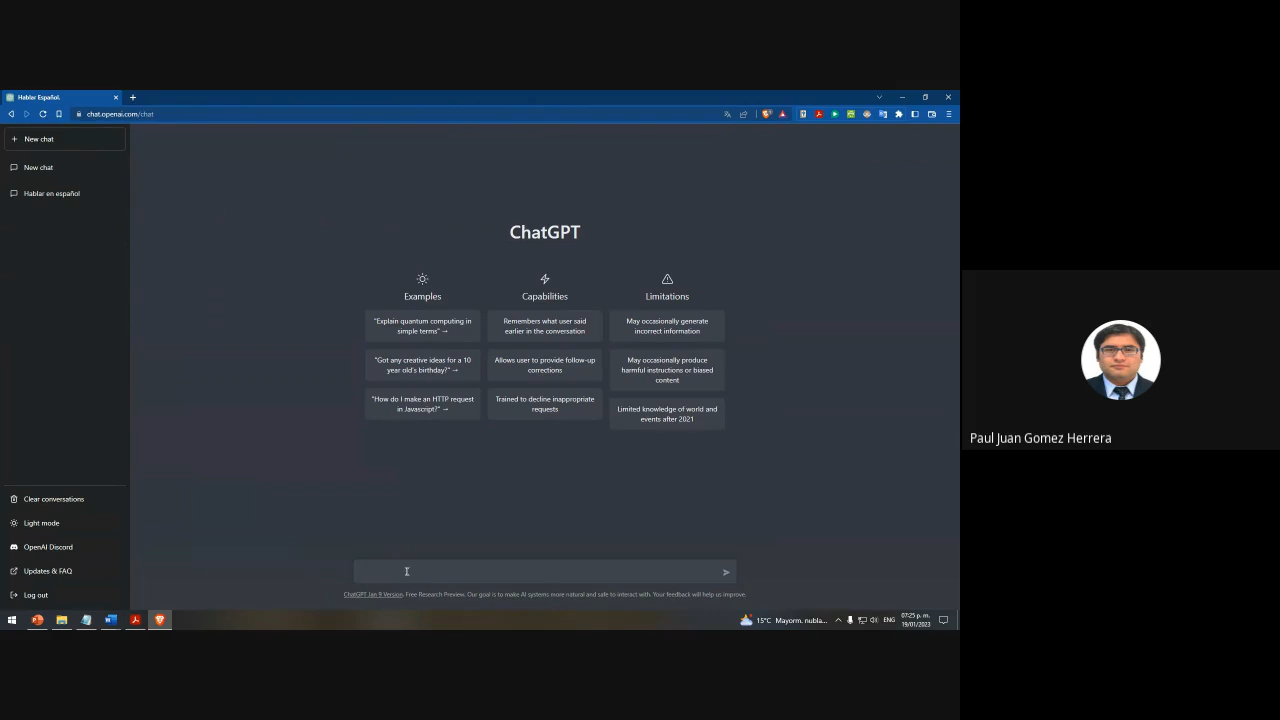 Hablar Español.
chat.openai.com/chat
New chat
New chat
Hablar en español
ChatGPT
Examples
Capabilities
Limitations
"Explain quantum computing in
simple terms" →
Remembers what user said
earlier in the conversation
May occasionally generate
incorrect information
"Got any creative ideas for a 10
year old's birthday?" →
Allows user to provide follow-up
corrections
May occasionally produce
harmful instructions or biased
content
"How do I make an HTTP request
in Javascript?" →
Trained to decline inappropriate
requests
Limited knowledge of world and
events after 2021
Paul Juan Gomez Herrera
Clear conversations
Light mode
OpenAI Discord
Updates & FAQ
Log out
ChatGPT Jan 9 Version. Free Research Preview. Our goal is to make AI systems more natural and safe to interact with. Your feedback will help us improve.
15°C Mayorm. nubla...
ENG
07:25 p. m.
19/01/2023